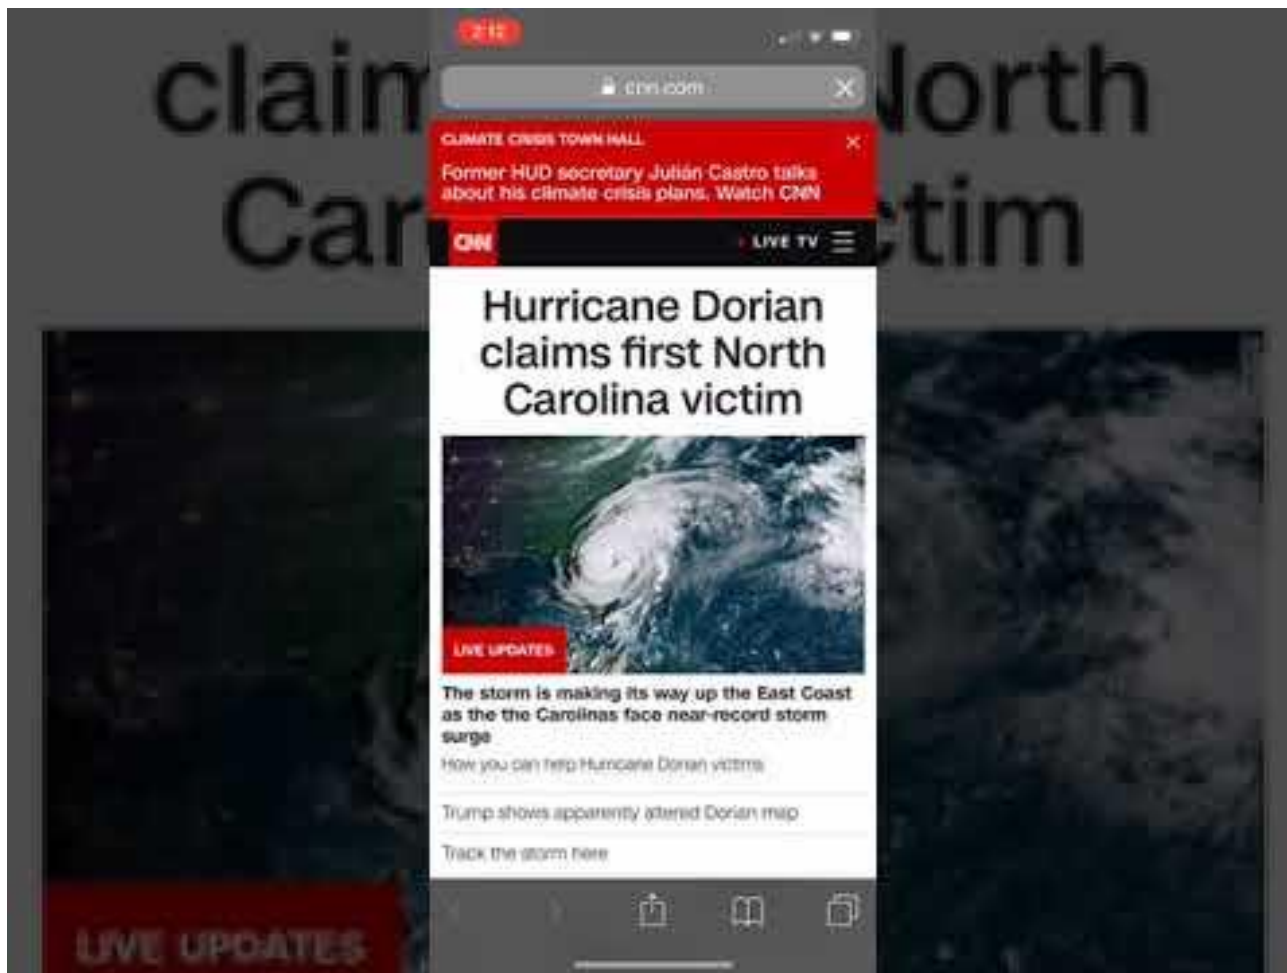 2:12
cnn.com
CLIMATE CRISIS TOWN HALL
Former HUD secretary Julián Castro talks
about his climate crisis plans. Watch CNN
CNN
LIVE TV
Hurricane Dorian
claims first North
Carolina victim
LIVE UPDATES
The storm is making its way up the East Coast
as the the Carolinas face near-record storm
surge
How you can help Hurricane Dorian victims
Trump shows apparently altered Dorian map
Track the storm here
claim
North
Car
ctim
LIVE UPDATES